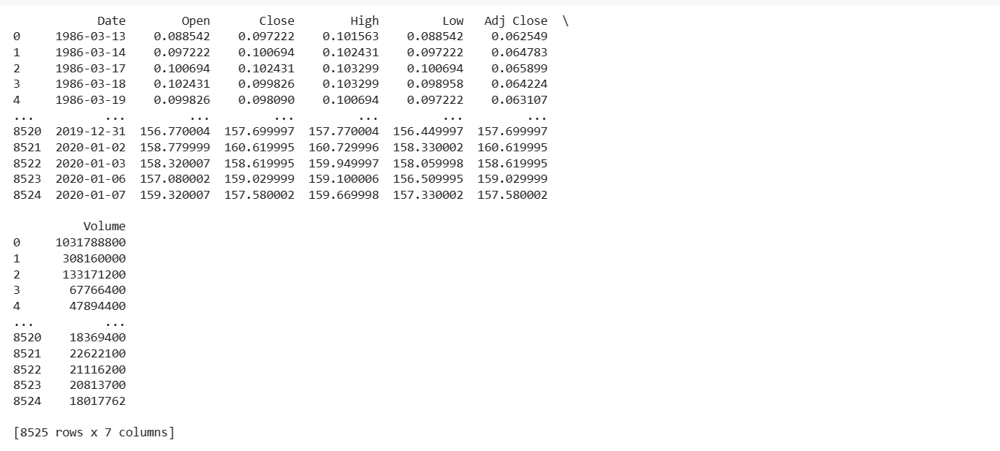 Date        Open       Close        High         Low   Adj Close  \
0     1986-03-13    0.088542    0.097222    0.101563    0.088542    0.062549
1     1986-03-14    0.097222    0.100694    0.102431    0.097222    0.064783
2     1986-03-17    0.100694    0.102431    0.103299    0.100694    0.065899
3     1986-03-18    0.102431    0.099826    0.103299    0.098958    0.064224
4     1986-03-19    0.099826    0.098090    0.100694    0.097222    0.063107
...          ...         ...         ...         ...         ...         ...
8520  2019-12-31  156.770004  157.699997  157.770004  156.449997  157.699997
8521  2020-01-02  158.779999  160.619995  160.729996  158.330002  160.619995
8522  2020-01-03  158.320007  158.619995  159.949997  158.059998  158.619995
8523  2020-01-06  157.080002  159.029999  159.100006  156.509995  159.029999
8524  2020-01-07  159.320007  157.580002  159.669998  157.330002  157.580002

          Volume
0     1031788800
1      308160000
2      133171200
3       67766400
4       47894400
...          ...
8520    18369400
8521    22622100
8522    21116200
8523    20813700
8524    18017762

[8525 rows x 7 columns]